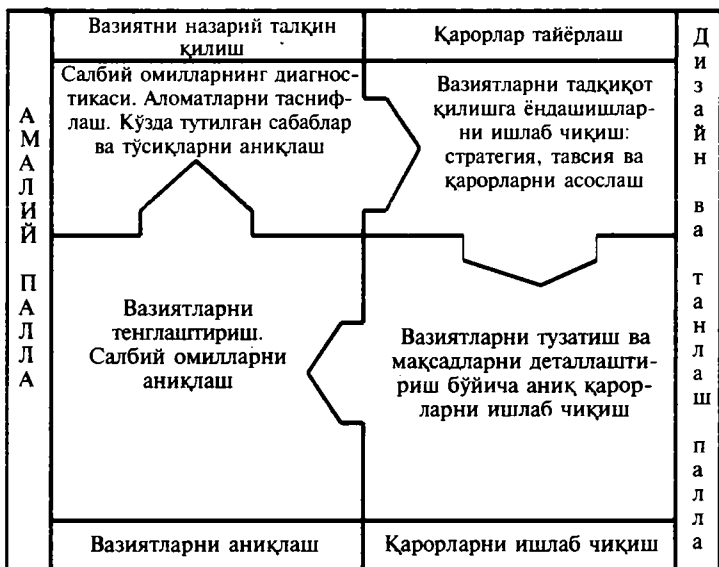 Вазиятни назарий талқин
қилиш
Қарорлар тайёрлаш
АМАЛИЙ ПАЛЛА
Салбий омилларнинг диагнос-
тикаси. Аломатларни тасниф-
лаш. Кўзда тутилган сабаблар
ва тўсиқларни аниқлаш
Вазиятларни тадқиқот
қилишга ёндашишлар-
ни ишлаб чиқиш:
стратегия, тавсия ва
қарорларни асослаш
Дизайн ва танлаш палла
Вазиятларни
тенглаштириш.
Салбий омилларни
аниқлаш
Вазиятларни тузатиш ва
мақсадларни деталлашти-
риш бўйича аниқ қарор-
ларни ишлаб чиқиш
Вазиятларни аниқлаш
Қарорларни ишлаб чиқиш